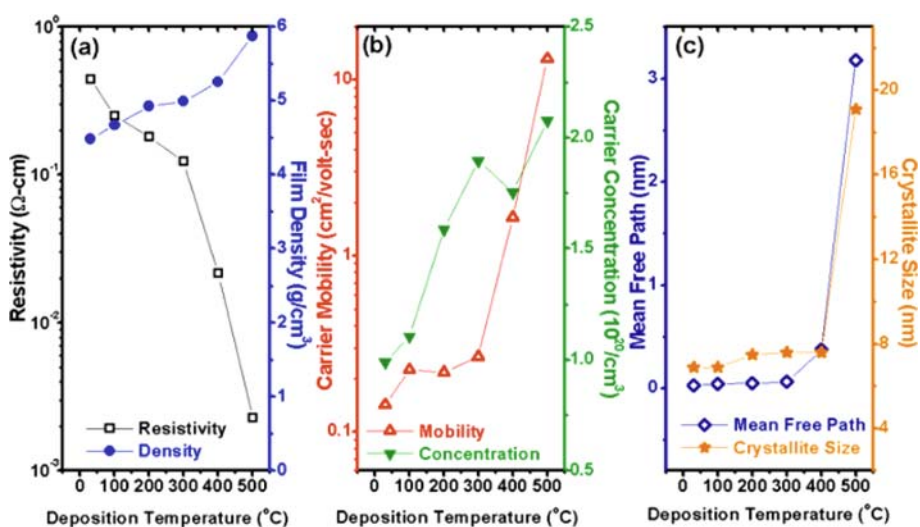 (a)
10⁰
10⁻¹
10⁻²
10⁻³
Resistivity (Ω-cm)
6
5
4
3
2
1
0
Film Density (g/cm³)
Resistivity
Density
0 100 200 300 400 500
Deposition Temperature (°C)
(b)
10
1
0.1
Carrier Mobility (cm²/volt-sec)
2.5
2.0
1.5
1.0
0.5
Carrier Concentration (10²⁰/cm³)
Mobility
Concentration
0 100 200 300 400 500
Deposition Temperature (°C)
(c)
3
2
1
0
Mean Free Path (nm)
20
16
12
8
4
Crystallite Size (nm)
Mean Free Path
Crystallite Size
0 100 200 300 400 500
Deposition Temperature (°C)